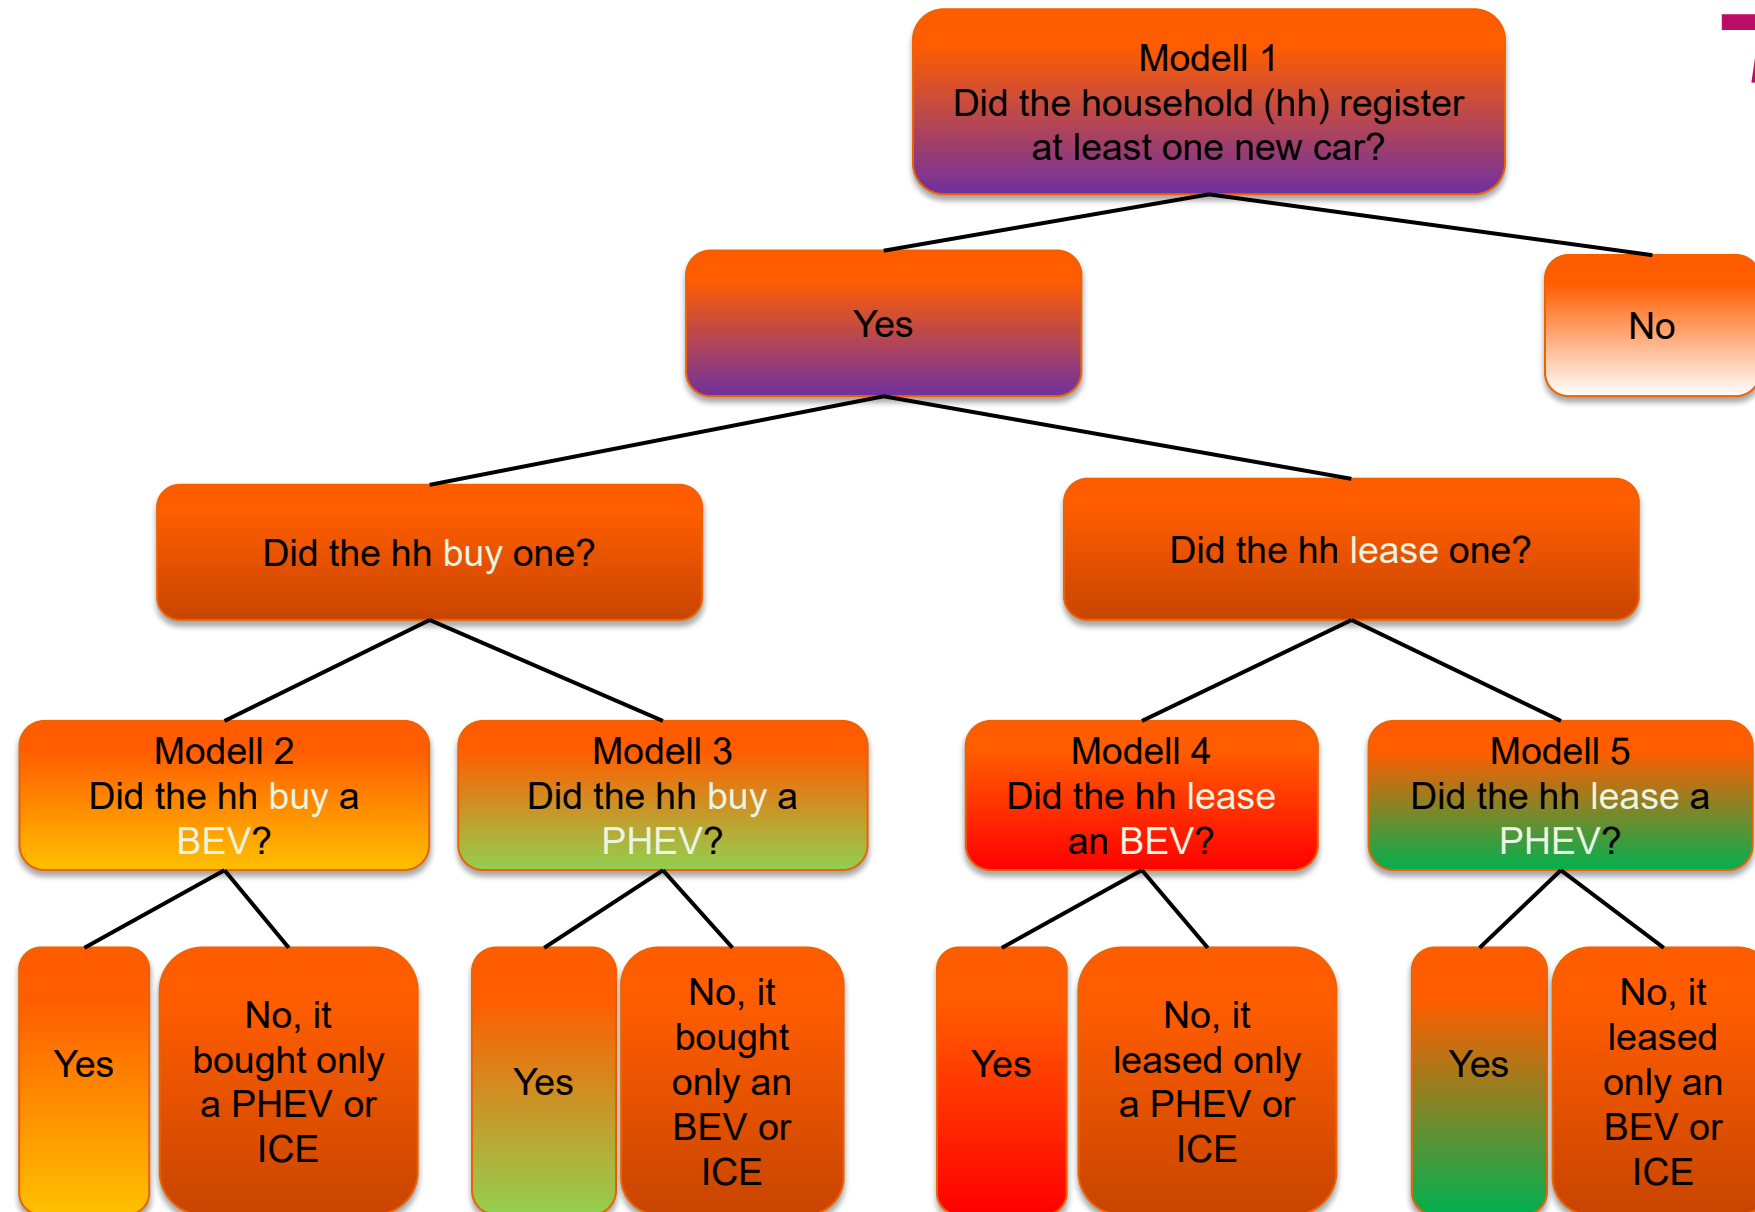 Modell 1
Did the household (hh) register
at least one new car?
Yes
No
Did the hh buy one?
Did the hh lease one?
Modell 2
Did the hh buy a
BEV?
Modell 3
Did the hh buy a
PHEV?
Modell 4
Did the hh lease
an BEV?
Modell 5
Did the hh lease a
PHEV?
Yes
No, it
bought only
a PHEV or
ICE
Yes
No, it
bought
only an
BEV or
ICE
Yes
No, it
leased only
a PHEV or
ICE
Yes
No, it
leased
only an
BEV or
ICE